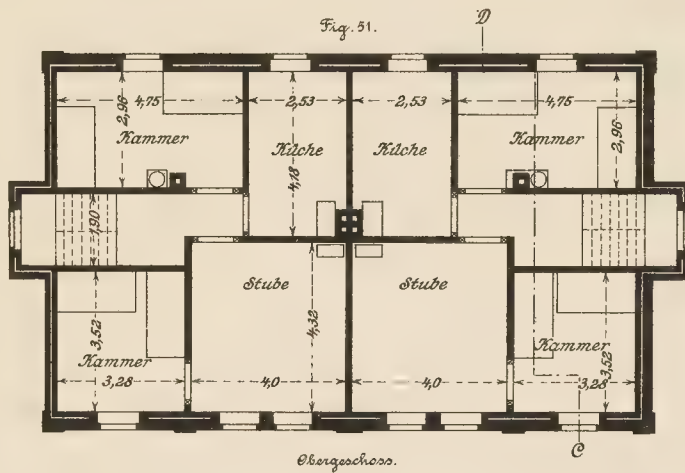 Fig. 51.
D
4,75
2,53
2,53
4,75
2,96
2,96
Kammer
Küche
Küche
Kammer
4,18
1,90
Stube
Stube
3,52
4,32
3,52
Kammer
Kammer
3,28
4,0
4,0
3,28
C
Obergeschoss.